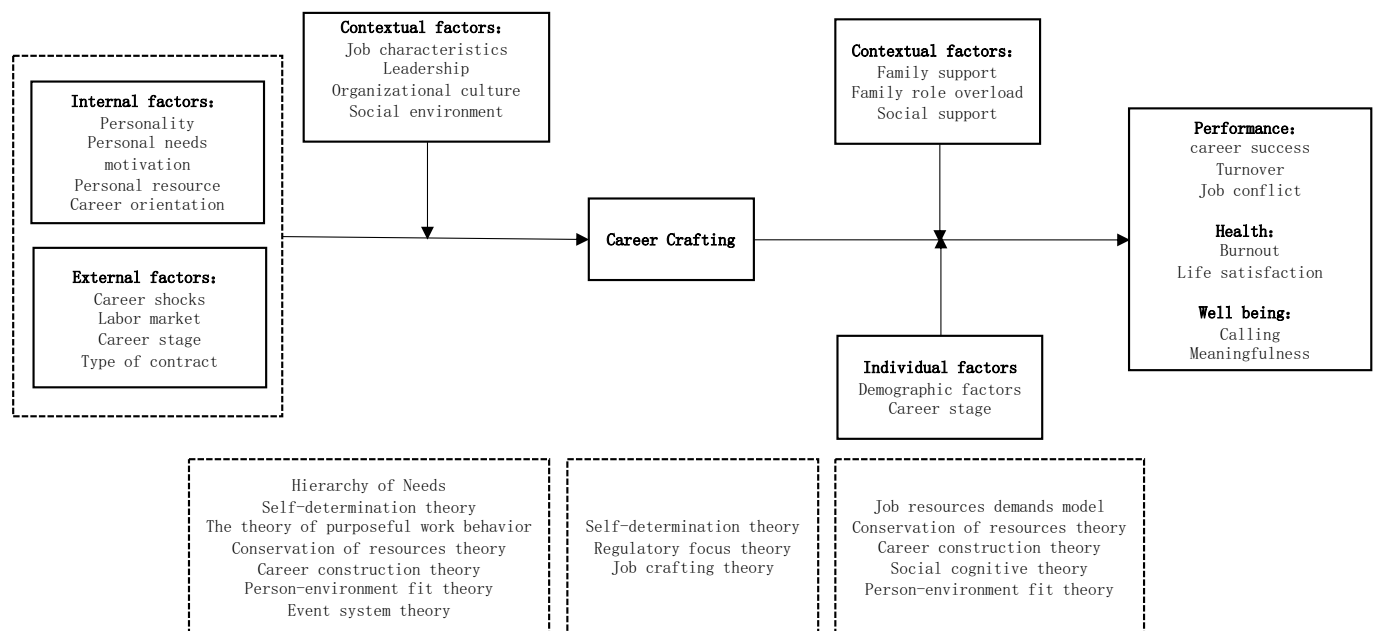 Internal factors:
Personality
Personal needs
motivation
Personal resource
Career orientation
External factors:
Career shocks
Labor market
Career stage
Type of contract
Contextual factors:
Job characteristics
Leadership
Organizational culture
Social environment
Career Crafting
Contextual factors:
Family support
Family role overload
Social support
Individual factors
Demographic factors
Career stage
Performance:
career success
Turnover
Job conflict
Health:
Burnout
Life satisfaction
Well being:
Calling
Meaningfulness
Hierarchy of Needs
Self-determination theory
The theory of purposeful work behavior
Conservation of resources theory
Career construction theory
Person-environment fit theory
Event system theory
Self-determination theory
Regulatory focus theory
Job crafting theory
Job resources demands model
Conservation of resources theory
Career construction theory
Social cognitive theory
Person-environment fit theory